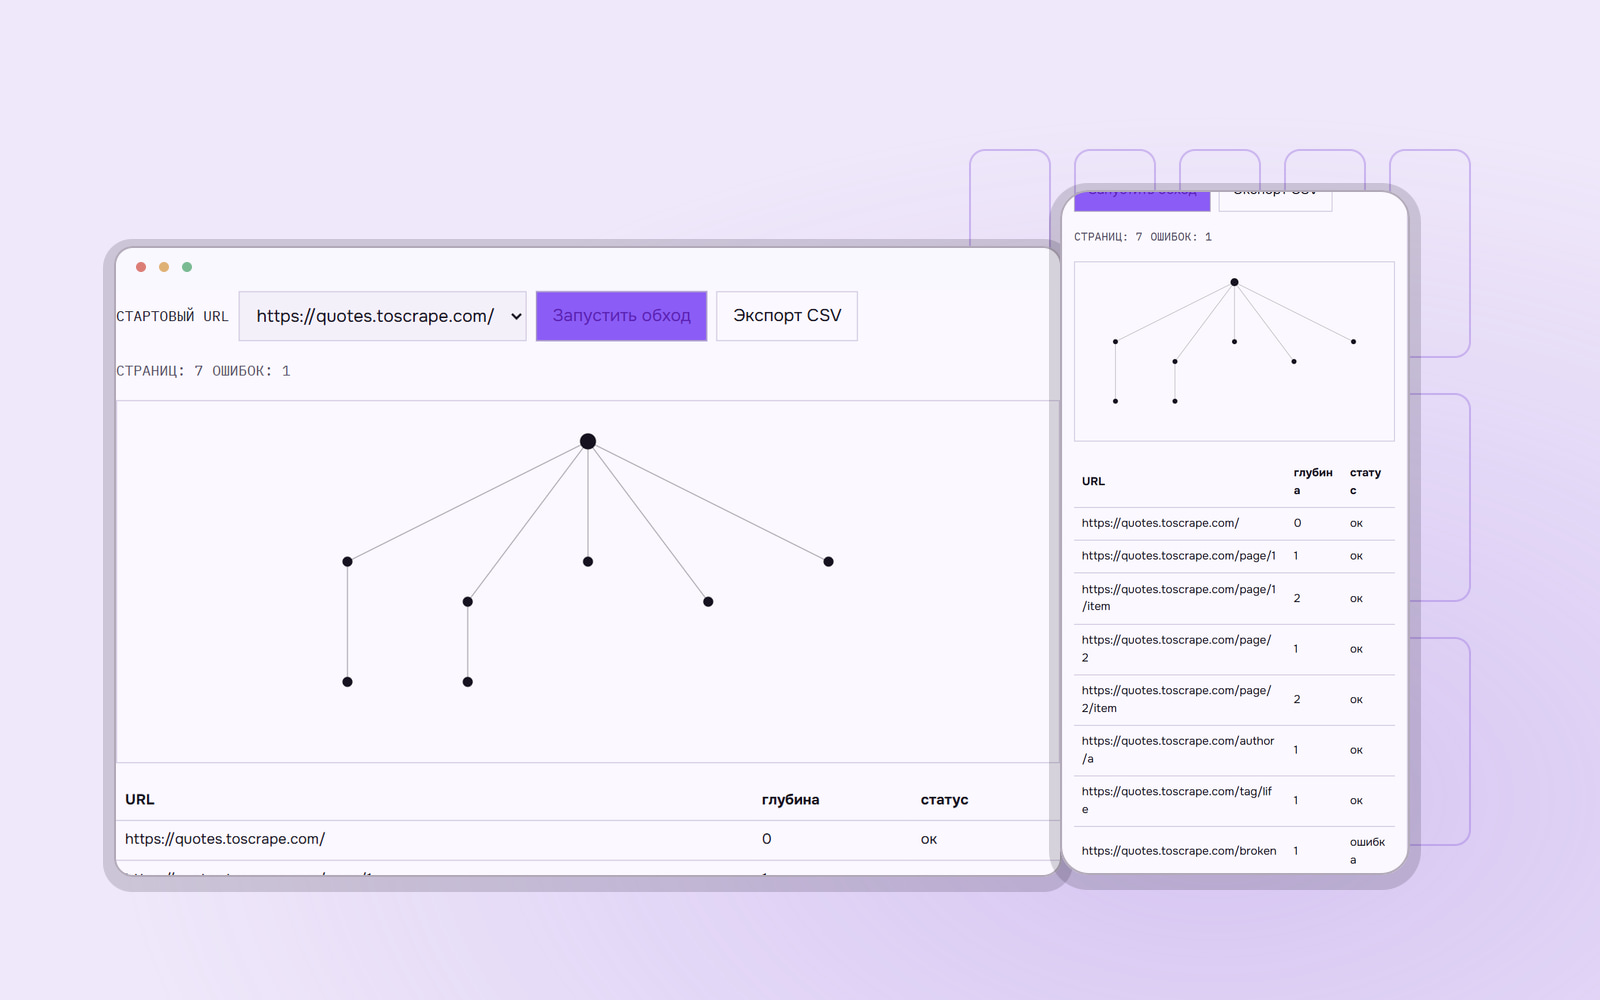 СТАРТОВЫЙ URL https://quotes.toscrape.com/ Запустить обход Экспорт CSV
СТРАНИЦ: 7 ОШИБОК: 1
URL глубина статус
https://quotes.toscrape.com/ 0 ок
Запустить обход Экспорт CSV
СТРАНИЦ: 7 ОШИБОК: 1
URL глубин стату
а с
https://quotes.toscrape.com/ 0 ок
https://quotes.toscrape.com/page/1 1 ок
https://quotes.toscrape.com/page/1 2 ок
/item
https://quotes.toscrape.com/page/ 1 ок
2
https://quotes.toscrape.com/page/ 2 ок
2/item
https://quotes.toscrape.com/author 1 ок
/a
https://quotes.toscrape.com/tag/lif 1 ок
e
https://quotes.toscrape.com/broken 1 ошибк
а